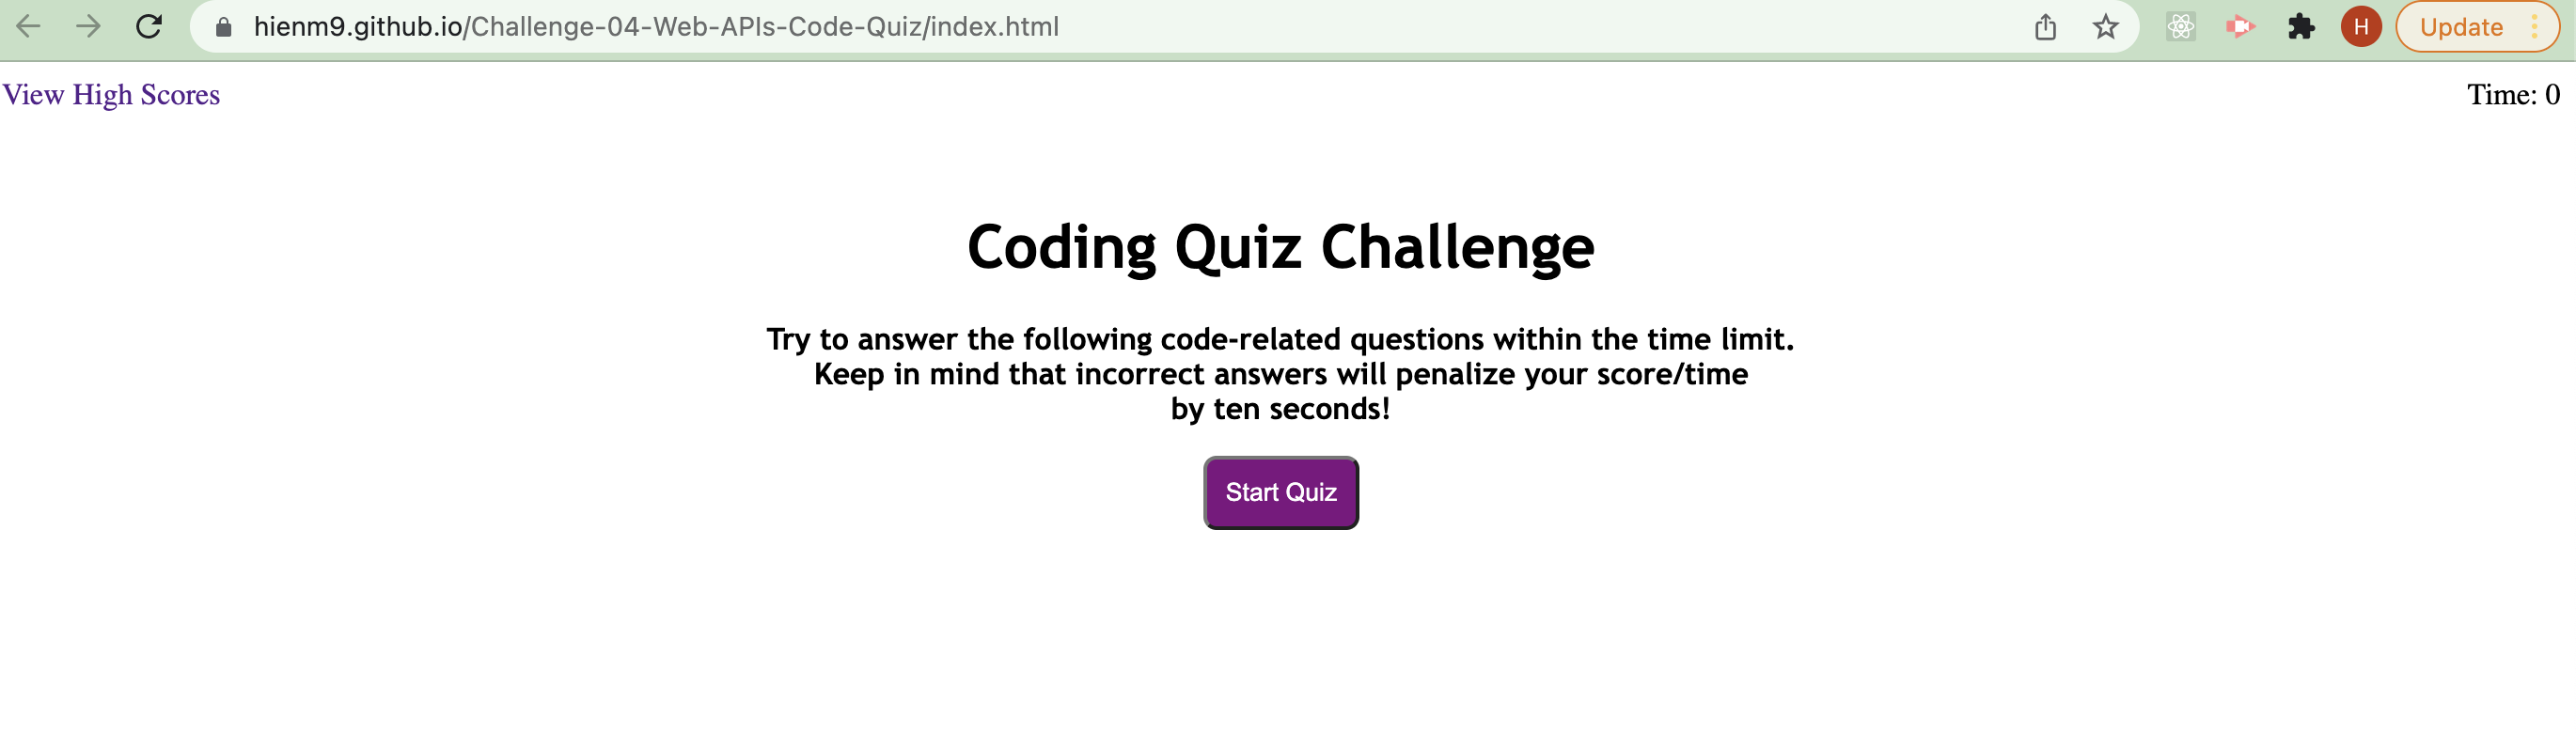 hienm9.github.io/Challenge-04-Web-APIs-Code-Quiz/index.html
H
Update
View High Scores
Time: 0
Coding Quiz Challenge
Try to answer the following code-related questions within the time limit.
Keep in mind that incorrect answers will penalize your score/time
by ten seconds!
Start Quiz